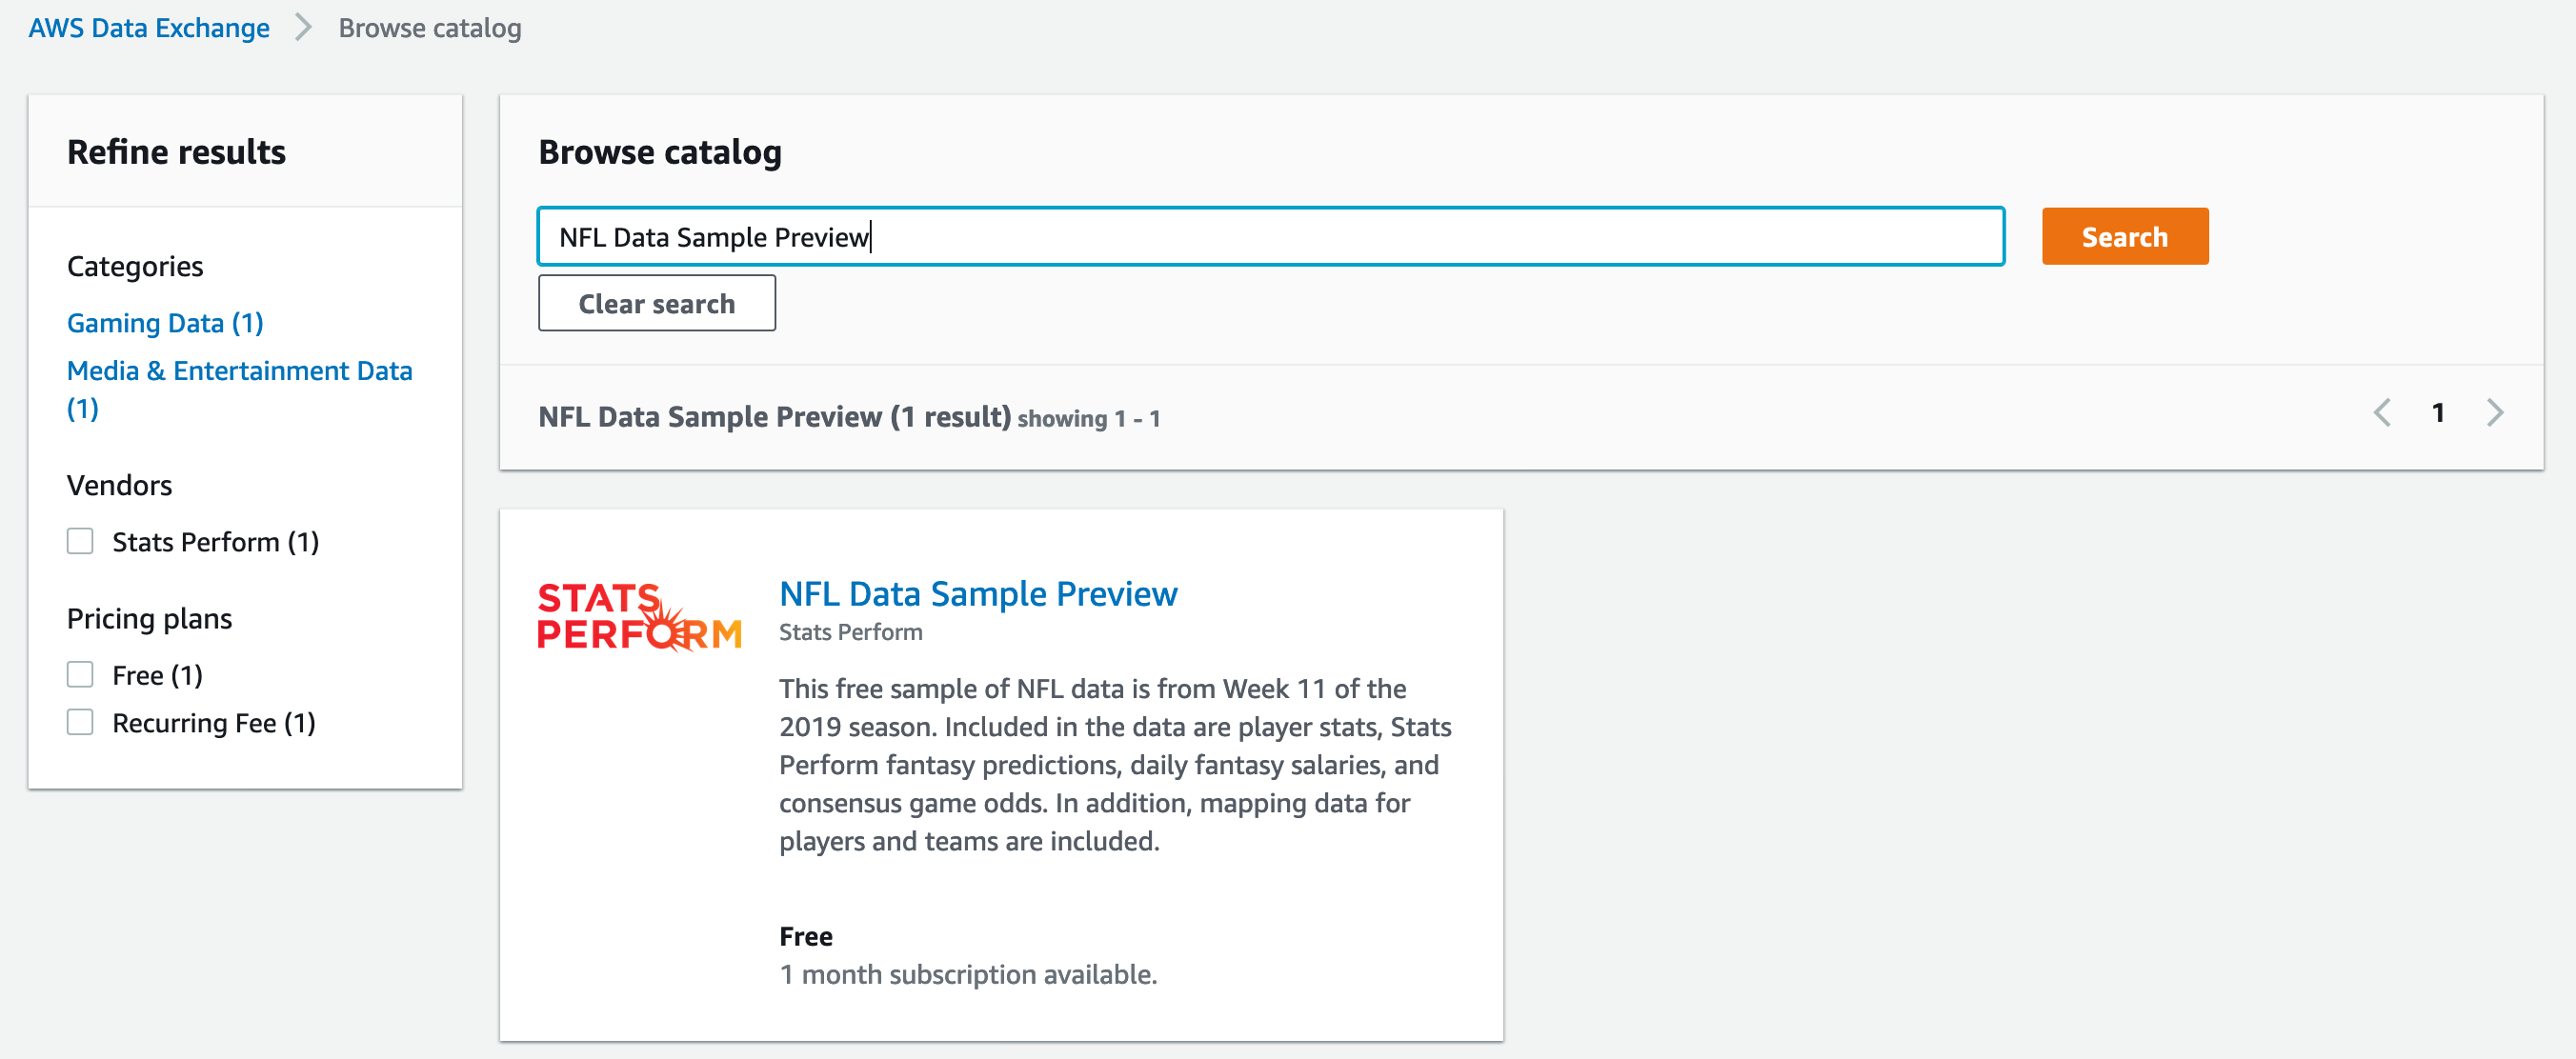 AWS Data Exchange
Browse catalog
Refine results
Categories
Gaming Data (1)
Media & Entertainment Data
(1)
Vendors
Stats Perform (1)
Pricing plans
Free (1)
Recurring Fee (1)
Browse catalog
NFL Data Sample Preview
Search
Clear search
NFL Data Sample Preview (1 result) showing 1 - 1
1
STATS
PERFORM
NFL Data Sample Preview
Stats Perform
This free sample of NFL data is from Week 11 of the
2019 season. Included in the data are player stats, Stats
Perform fantasy predictions, daily fantasy salaries, and
consensus game odds. In addition, mapping data for
players and teams are included.
Free
1 month subscription available.